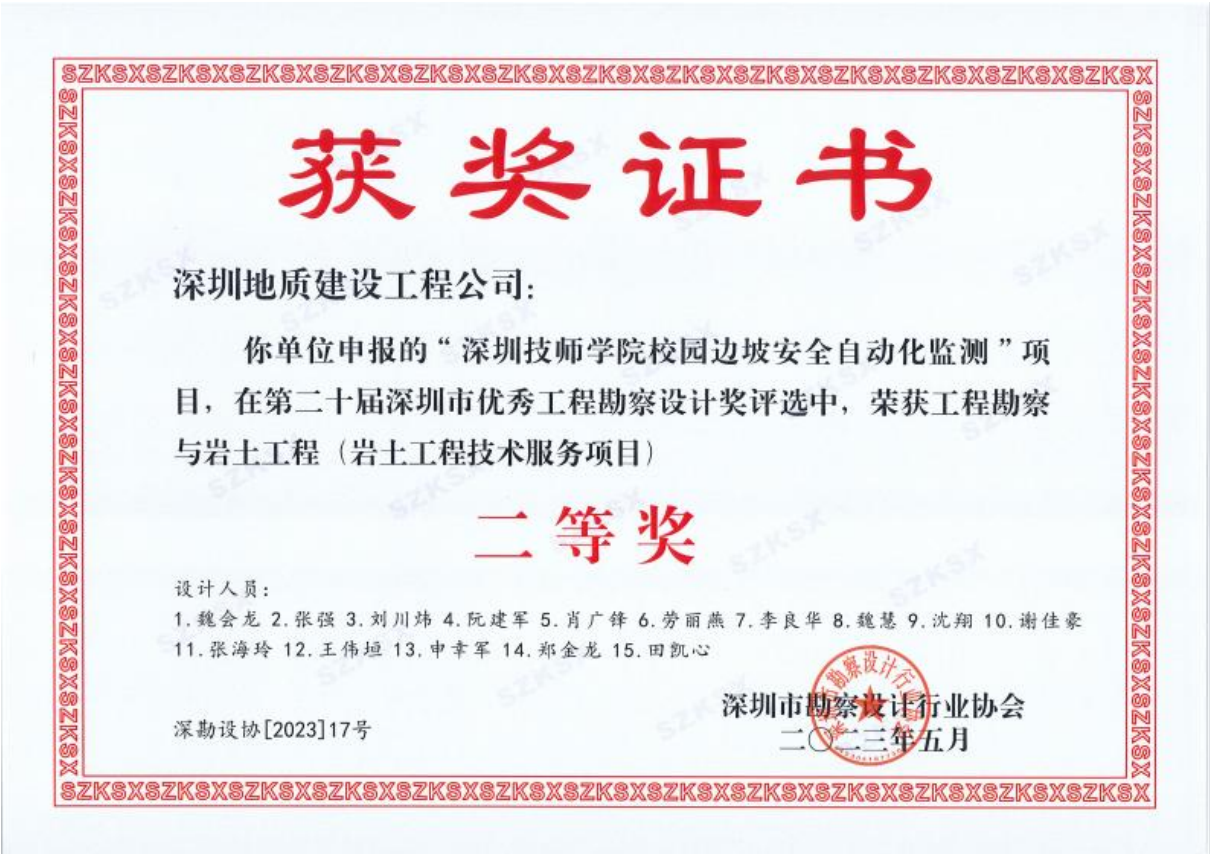 SZKSXSZKSXSZKSXSZKSXSZKSXSZKSXSZKSXSZKSXSZKSXSZKSXSZKSXSZKSXSZKSX
获奖证书
深圳地质建设工程公司：
你单位申报的“深圳技师学院校园边坡安全自动化监测”项
目，在第二十届深圳市优秀工程勘察设计奖评选中，荣获工程勘察
与岩土工程（岩土工程技术服务项目）
二等奖
设计人员：
1.魏会龙 2.张强 3.刘川炜 4.阮建军 5.肖广锋 6.劳丽燕 7.李良华 8.魏慧 9.沈翔 10.谢佳豪
11.张海玲 12.王伟垣 13.申幸军 14.郑金龙 15.田凯心
深圳市勘察设计行业协会
深勘设协[2023]17号
二〇二三年五月
SZKSXSZKSXSZKSXSZKSXSZKSXSZKSXSZKSXSZKSXSZKSXSZKSXSZKSXSZKSXSZKSX